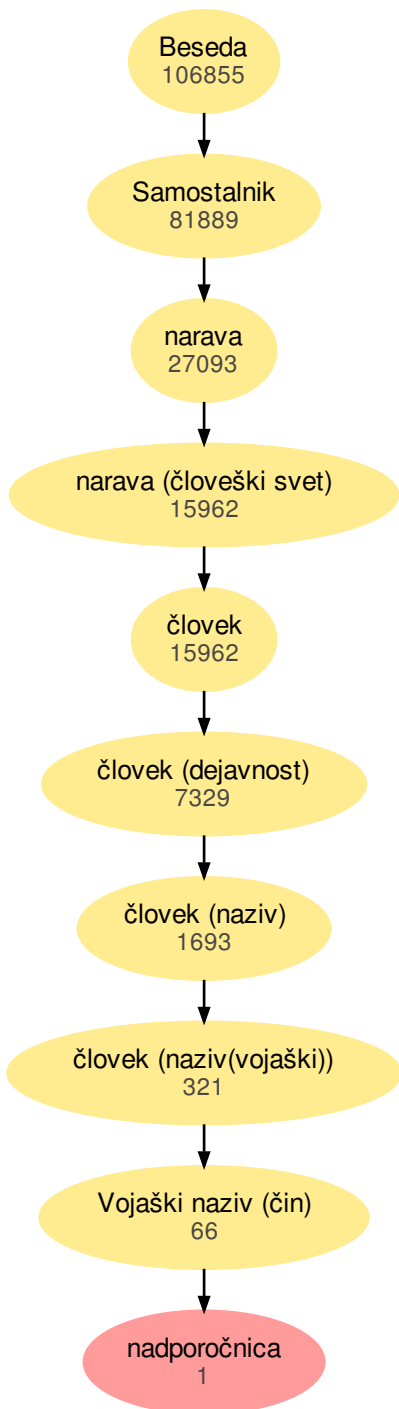 Beseda
106855
Samostalnik
81889
narava
27093
narava (človeški svet)
15962
človek
15962
človek (dejavnost)
7329
človek (naziv)
1693
človek (naziv(vojaški))
321
Vojaški naziv (čin)
66
nadporočnica
1